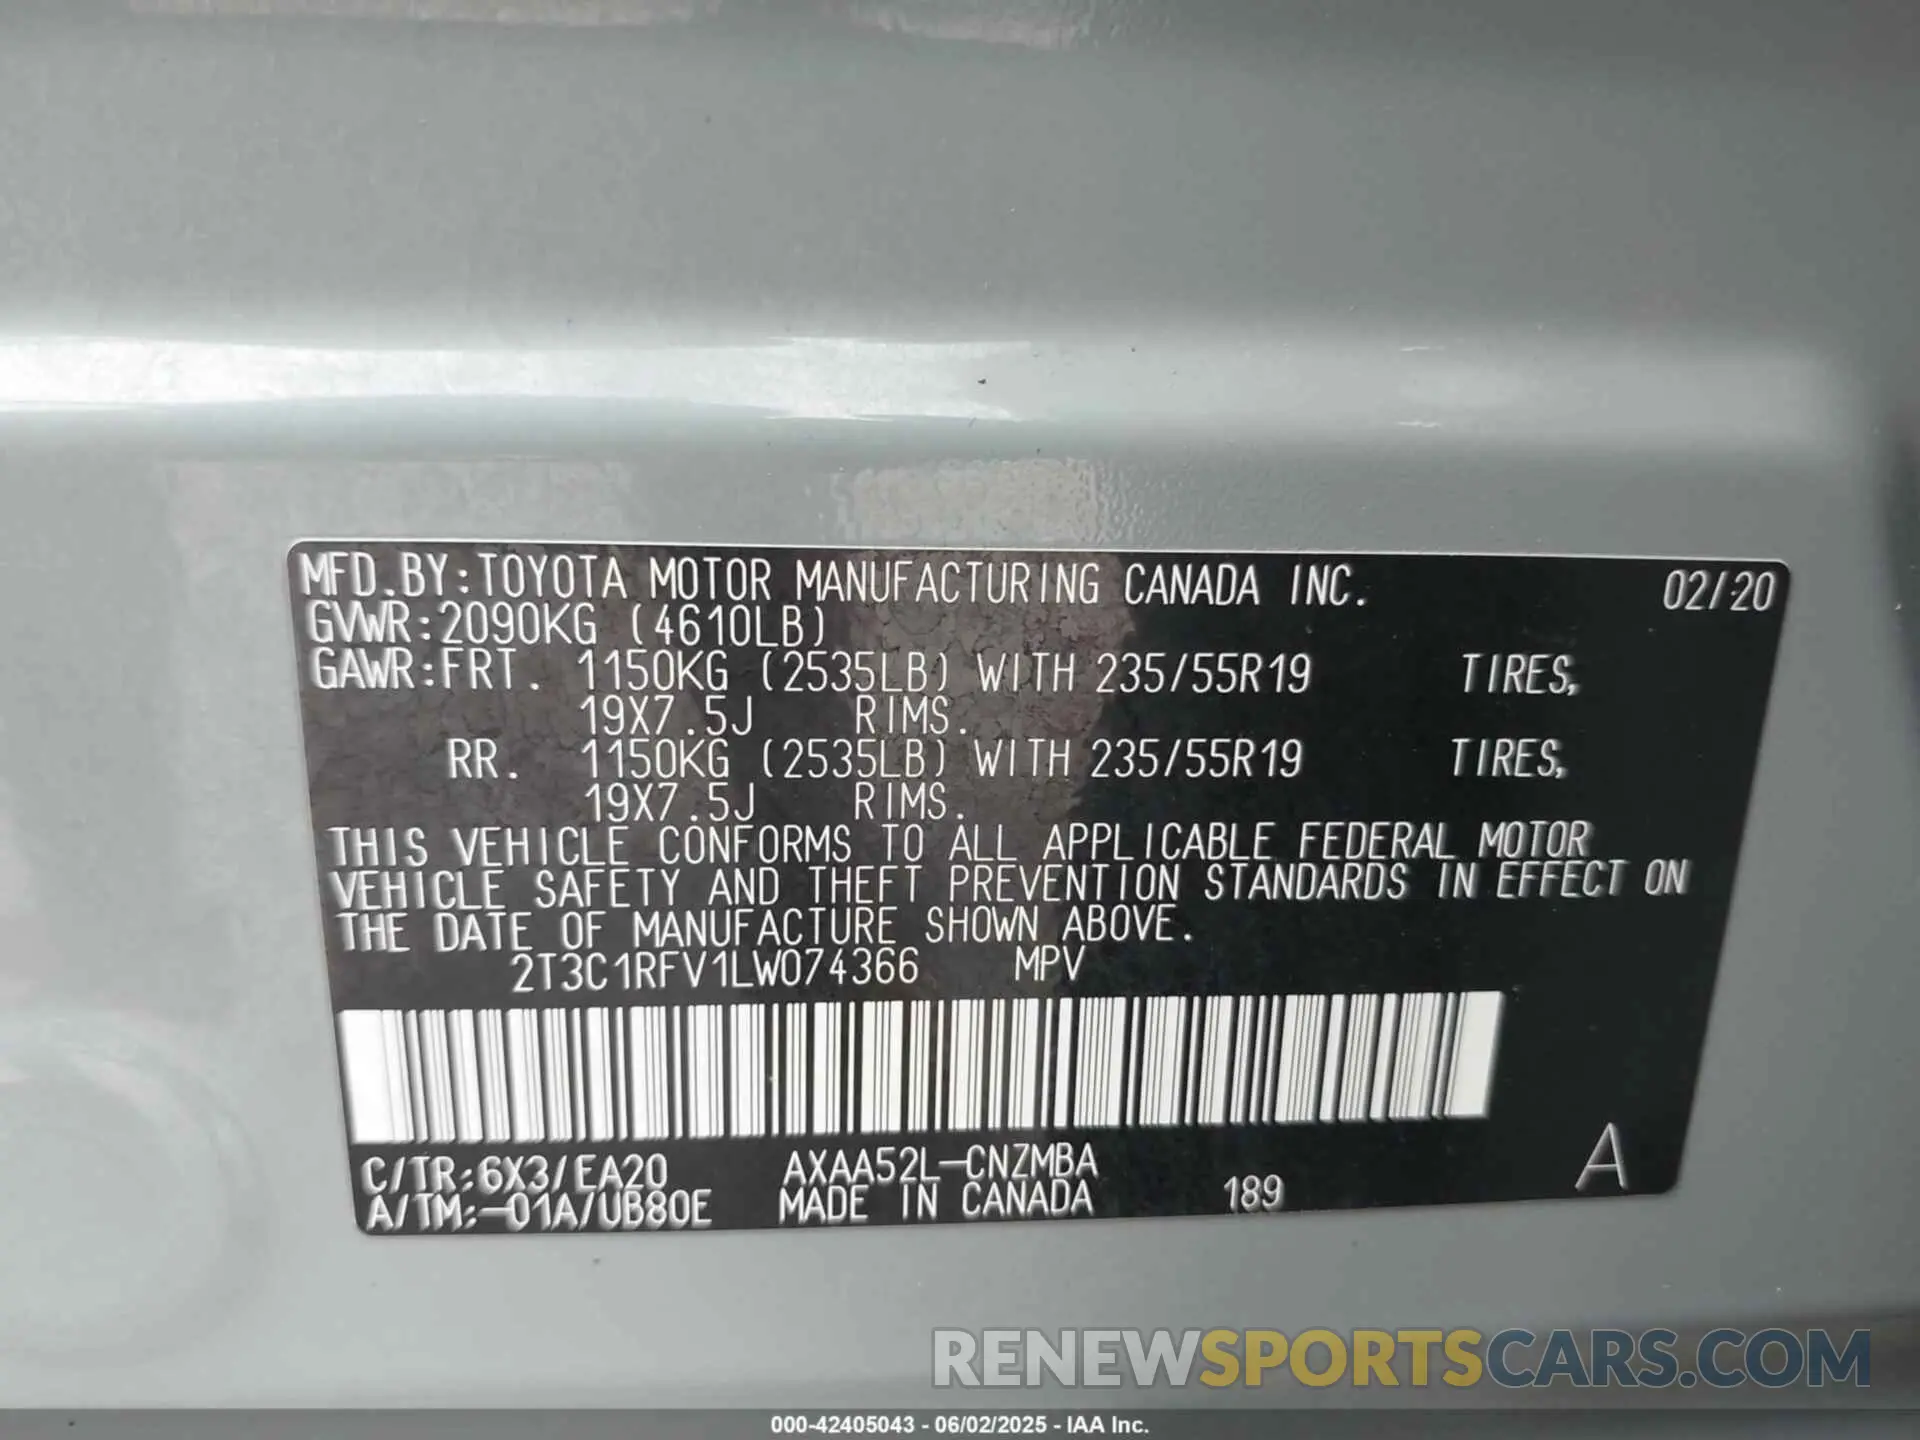 MFD.BY:TOYOTA MOTOR MANUFACTURING CANADA INC. 02/20
GVWR:2090KG (4610LB)
GAWR:FRT. 1150KG (2535LB) WITH 235/55R19 TIRES,
19X7.5J RIMS.
RR. 1150KG (2535LB) WITH 235/55R19 TIRES,
19X7.5J RIMS.
THIS VEHICLE CONFORMS TO ALL APPLICABLE FEDERAL MOTOR
VEHICLE SAFETY AND THEFT PREVENTION STANDARDS IN EFFECT ON
THE DATE OF MANUFACTURE SHOWN ABOVE.
2T3C1RFV1LW074366 MPV
C/TR:6X3/EA20 AXAA52L-CNZMBA
A/TM:-01A/UB80E MADE IN CANADA 189 A
RENEWSPORTSCARS.COM
000-42405043 - 06/02/2025 - IAA Inc.